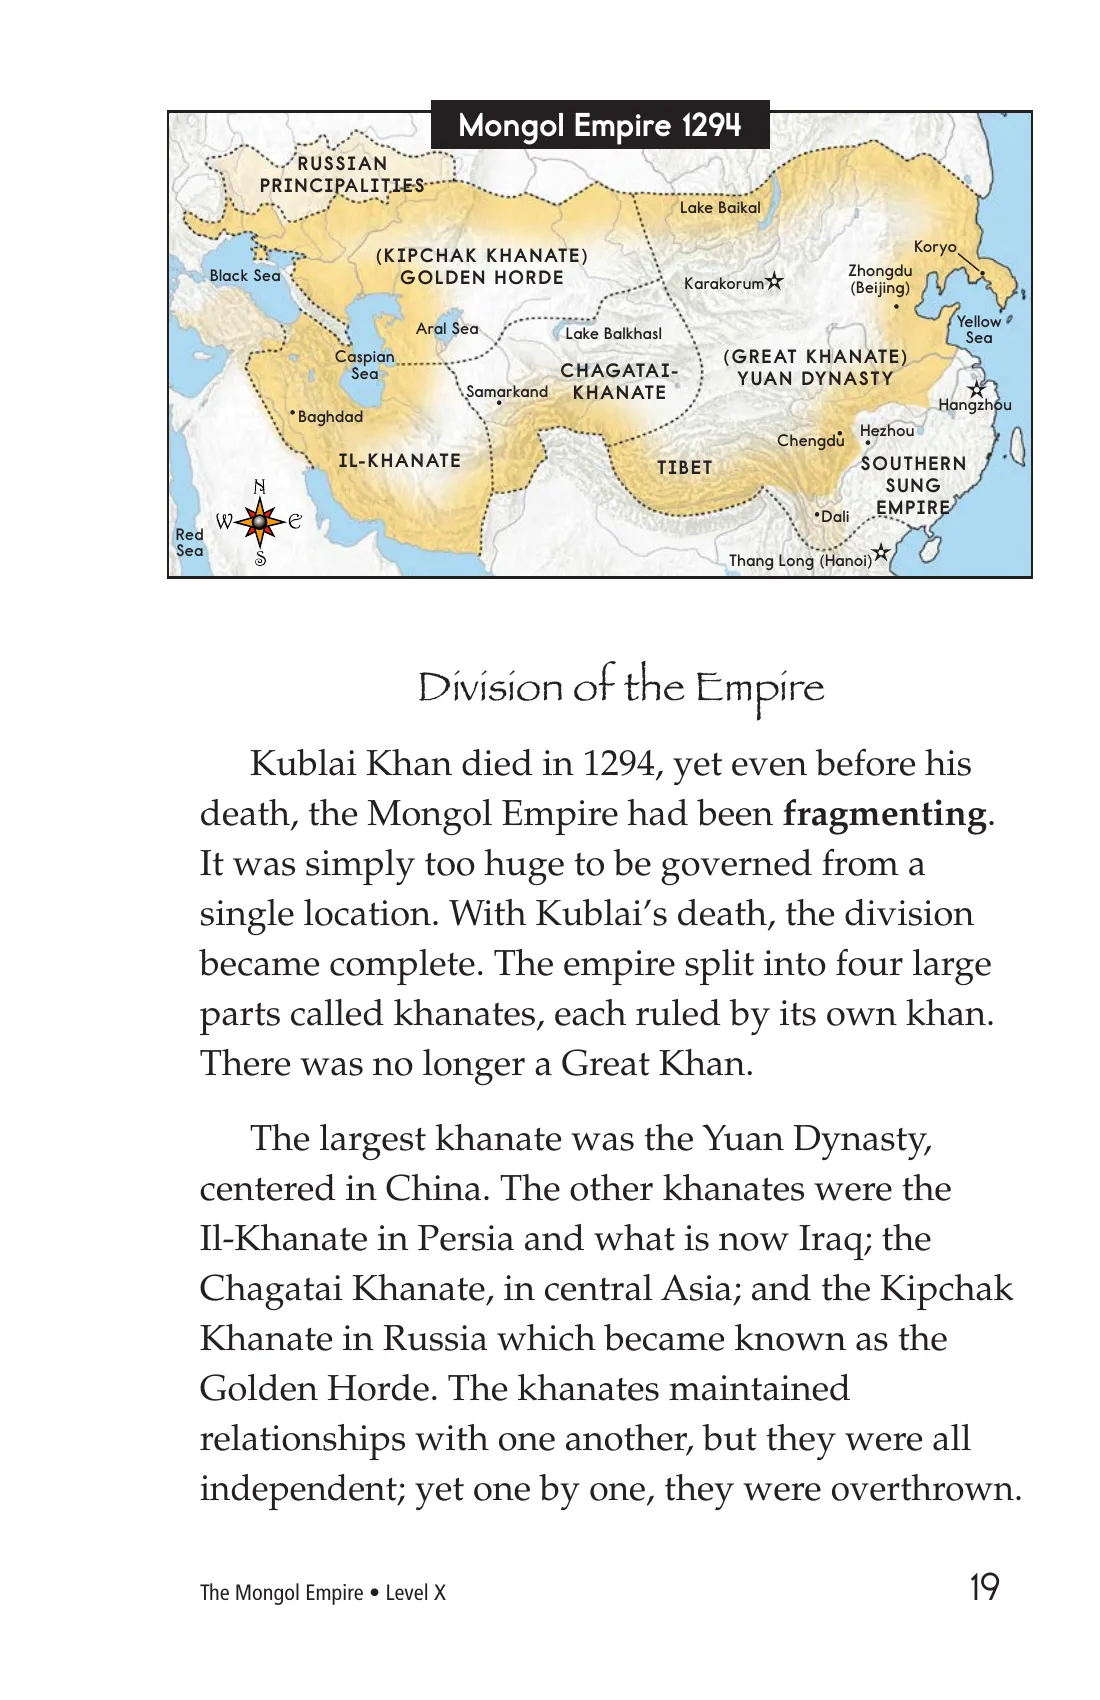 Mongol Empire 1294
RUSSIAN
PRINCIPALITIES
Lake Baikal
(KIPCHAK KHANATE)
GOLDEN HORDE
Koryo
Black Sea
Karakorum
Zhongdu
(Beijing)
Aral Sea
Lake Balkhasl
Yellow
Sea
Caspian
Sea
CHAGATAI-
KHANATE
(GREAT KHANATE)
YUAN DYNASTY
Samarkand
Hangzhou
Baghdad
Chengdu
Hezhou
IL-KHANATE
TIBET
SOUTHERN
SUNG
EMPIRE
N
W
E
S
Dali
Red
Sea
Thang Long (Hanoi)
Division of the Empire
Kublai Khan died in 1294, yet even before his
death, the Mongol Empire had been fragmenting.
It was simply too huge to be governed from a
single location. With Kublai’s death, the division
became complete. The empire split into four large
parts called khanates, each ruled by its own khan.
There was no longer a Great Khan.
The largest khanate was the Yuan Dynasty,
centered in China. The other khanates were the
Il-Khanate in Persia and what is now Iraq; the
Chagatai Khanate, in central Asia; and the Kipchak
Khanate in Russia which became known as the
Golden Horde. The khanates maintained
relationships with one another, but they were all
independent; yet one by one, they were overthrown.
The Mongol Empire • Level X
19